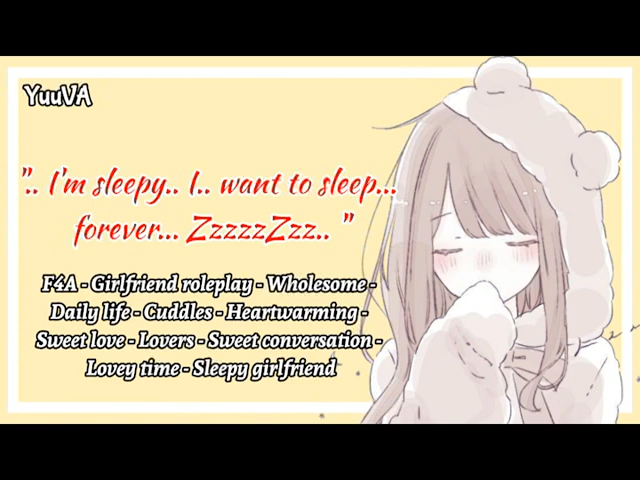 YuuVA
".. I'm sleepy.. I.. want to sleep...
forever... ZzzzzZzz.. "
F4A - Girlfriend roleplay - Wholesome -
Daily life - Cuddles - Heartwarming -
Sweet love - Lovers - Sweet conversation -
Lovey time - Sleepy girlfriend